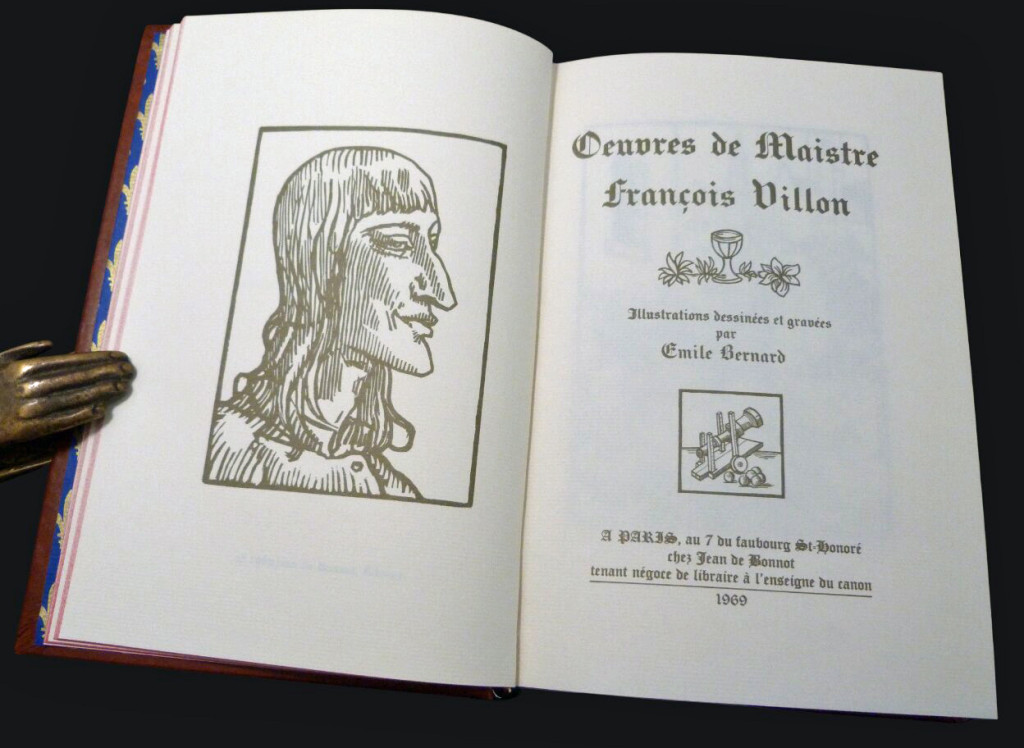 Oeuvres de Maistre
François Villon
Illustrations dessinées et gravées
par
Emile Bernard
A PARIS, au 7 du faubourg St-Honoré
chez Jean de Bonnot
tenant négoce de libraire à l'enseigne du canon
1969